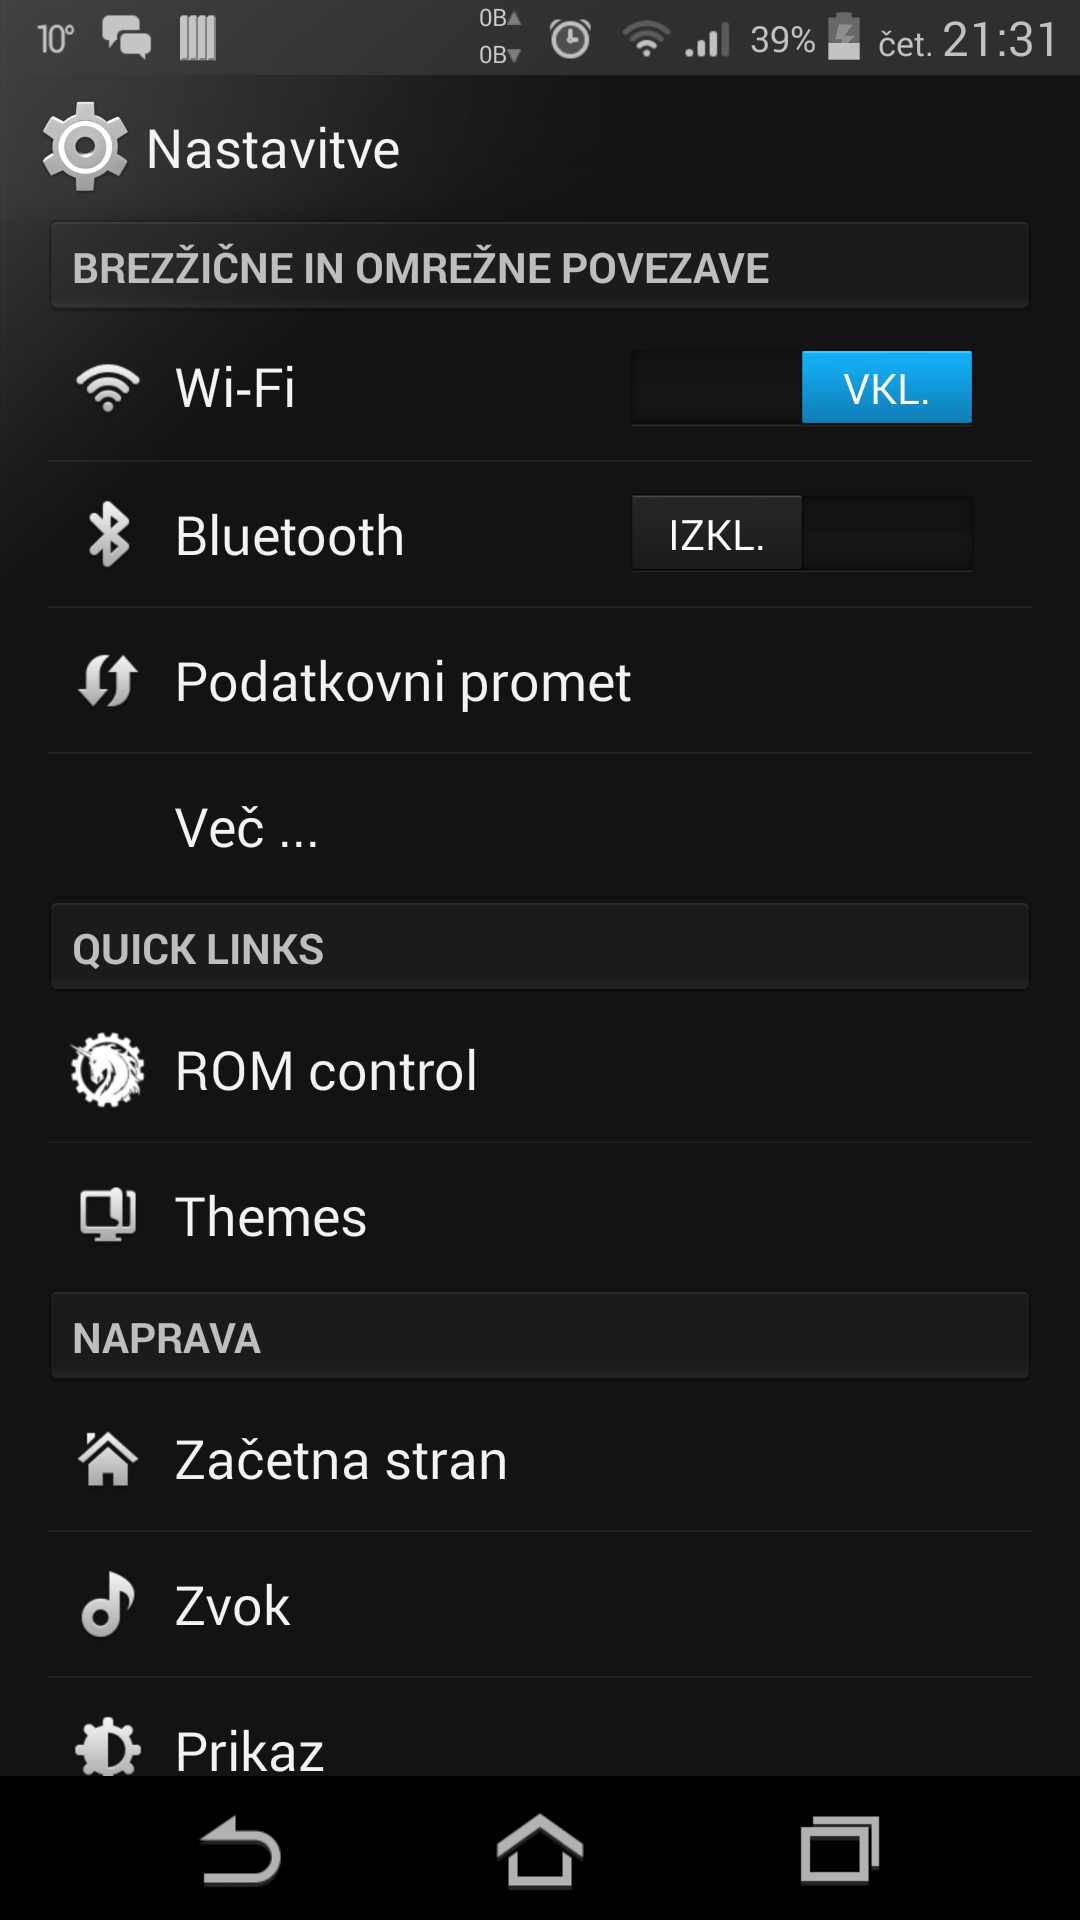 10°
0B▲
0B▼
39%
čet. 21:31
Nastavitve
BREZŽIČNE IN OMREŽNE POVEZAVE
Wi-Fi
VKL.
Bluetooth
IZKL.
Podatkovni promet
Več ...
QUICK LINKS
ROM control
Themes
NAPRAVA
Začetna stran
Zvok
Prikaz